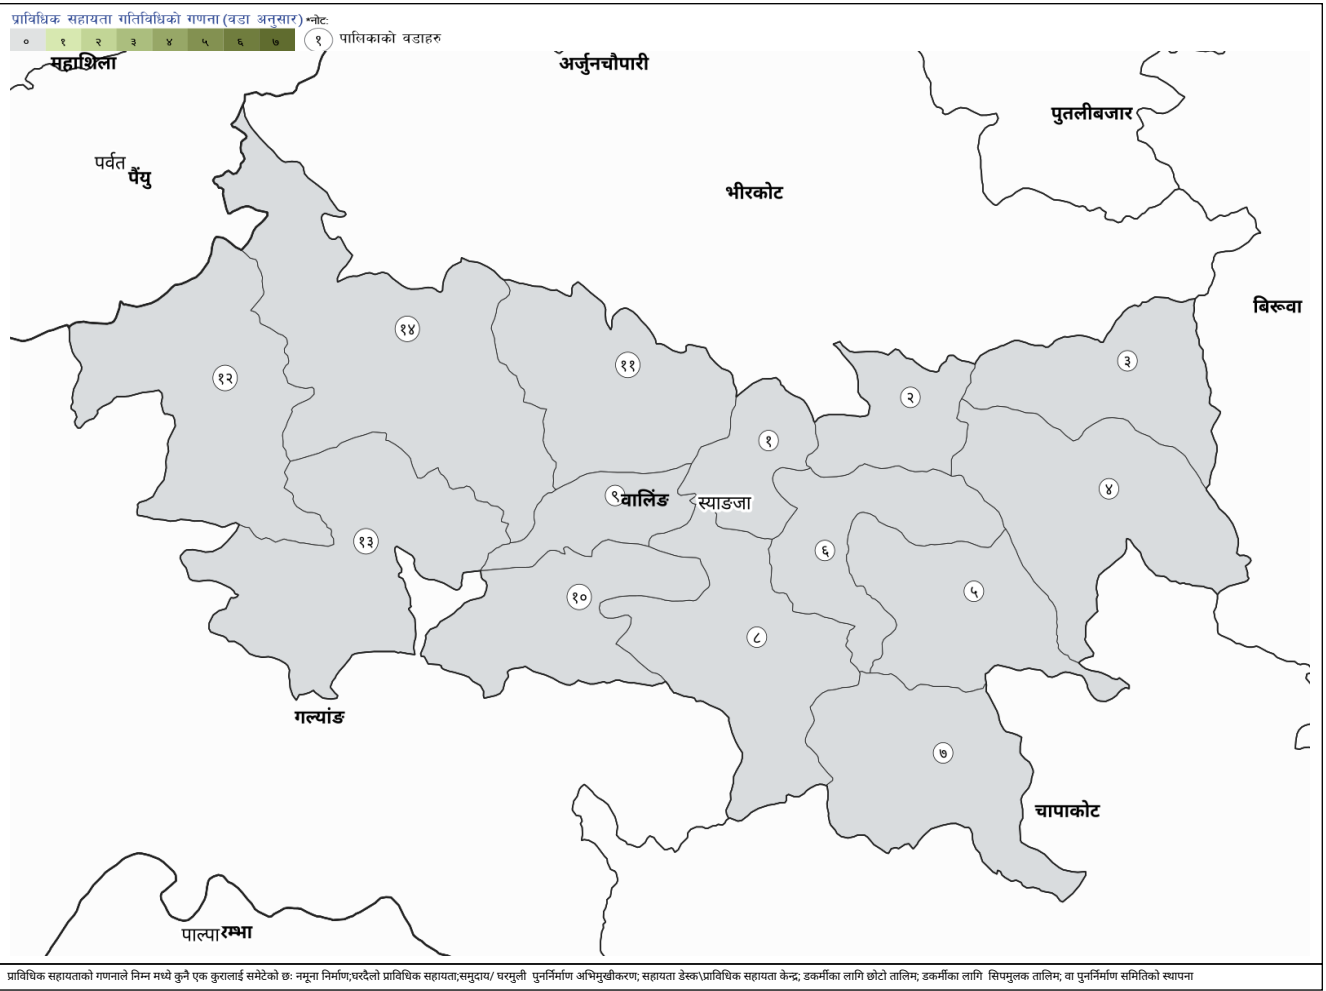 प्राविधिक सहायता गतिविधिको गणना (वडा अनुसार) *नोट:
० १ २ ३ ४ ५ ६ ७ १ पालिकाको वडाहरु
महाशिला
अर्जुनचौपारी
पुतलीबजार
पर्वत
पैंयु
भीरकोट
बिरूवा
१४
३
११
१२
२
१
४
९
वालिंङ
स्याङजा
१३
६
५
१०
८
गल्यांङ
७
चापाकोट
पाल्पा
रम्भा
प्राविधिक सहायताको गणनाले निम्न मध्ये कुनै एक कुरालाई समेटेको छः नमूना निर्माण;घरदैलो प्राविधिक सहायता;समुदाय/ घरमुली पुनर्निर्माण अभिमुखीकरण; सहायता डेस्क\प्राविधिक सहायता केन्द्र; डकर्मीका लागि छोटो तालिम; डकर्मीका लागि सिपमुलक तालिम; वा पुनर्निर्माण समितिको स्थापना